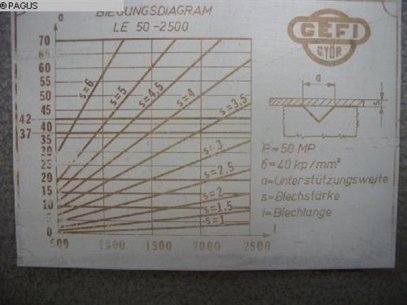 © PAGUS
BIEGUNGSDIAGRAM
LE 50-2500
GEFI
GYŐR
a
70
65
60
55
50
45
42
40
37
35
30
25
20
15
10
5
0
500
1000
1500
2000
2500
l
s=6
s=5
s=4,5
s=4
s=3,5
s=3
s=2,5
s=2
s=1,5
s=1
a
s
P=50 MP
б=40 kp/mm²
a=Unterstützungsweite
s=Blechstärke
l=Blechlange